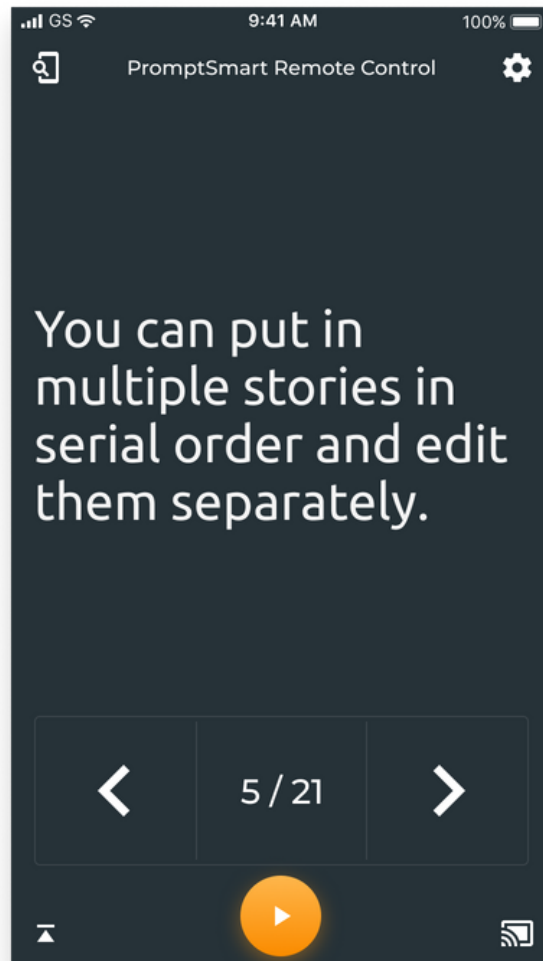 GS 9:41 AM 100%
PromptSmart Remote Control
You can put in
multiple stories in
serial order and edit
them separately.
5 / 21